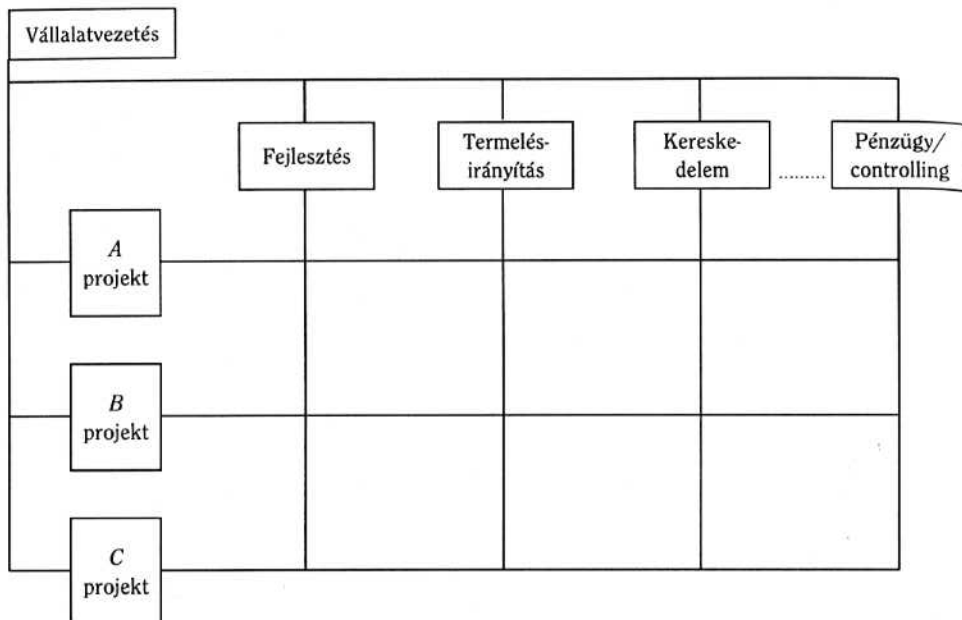 Vállalatvezetés
Fejlesztés
Termelés-
irányítás
Kereske-
delem
.........
Pénzügy/
controlling
A
projekt
B
projekt
C
projekt